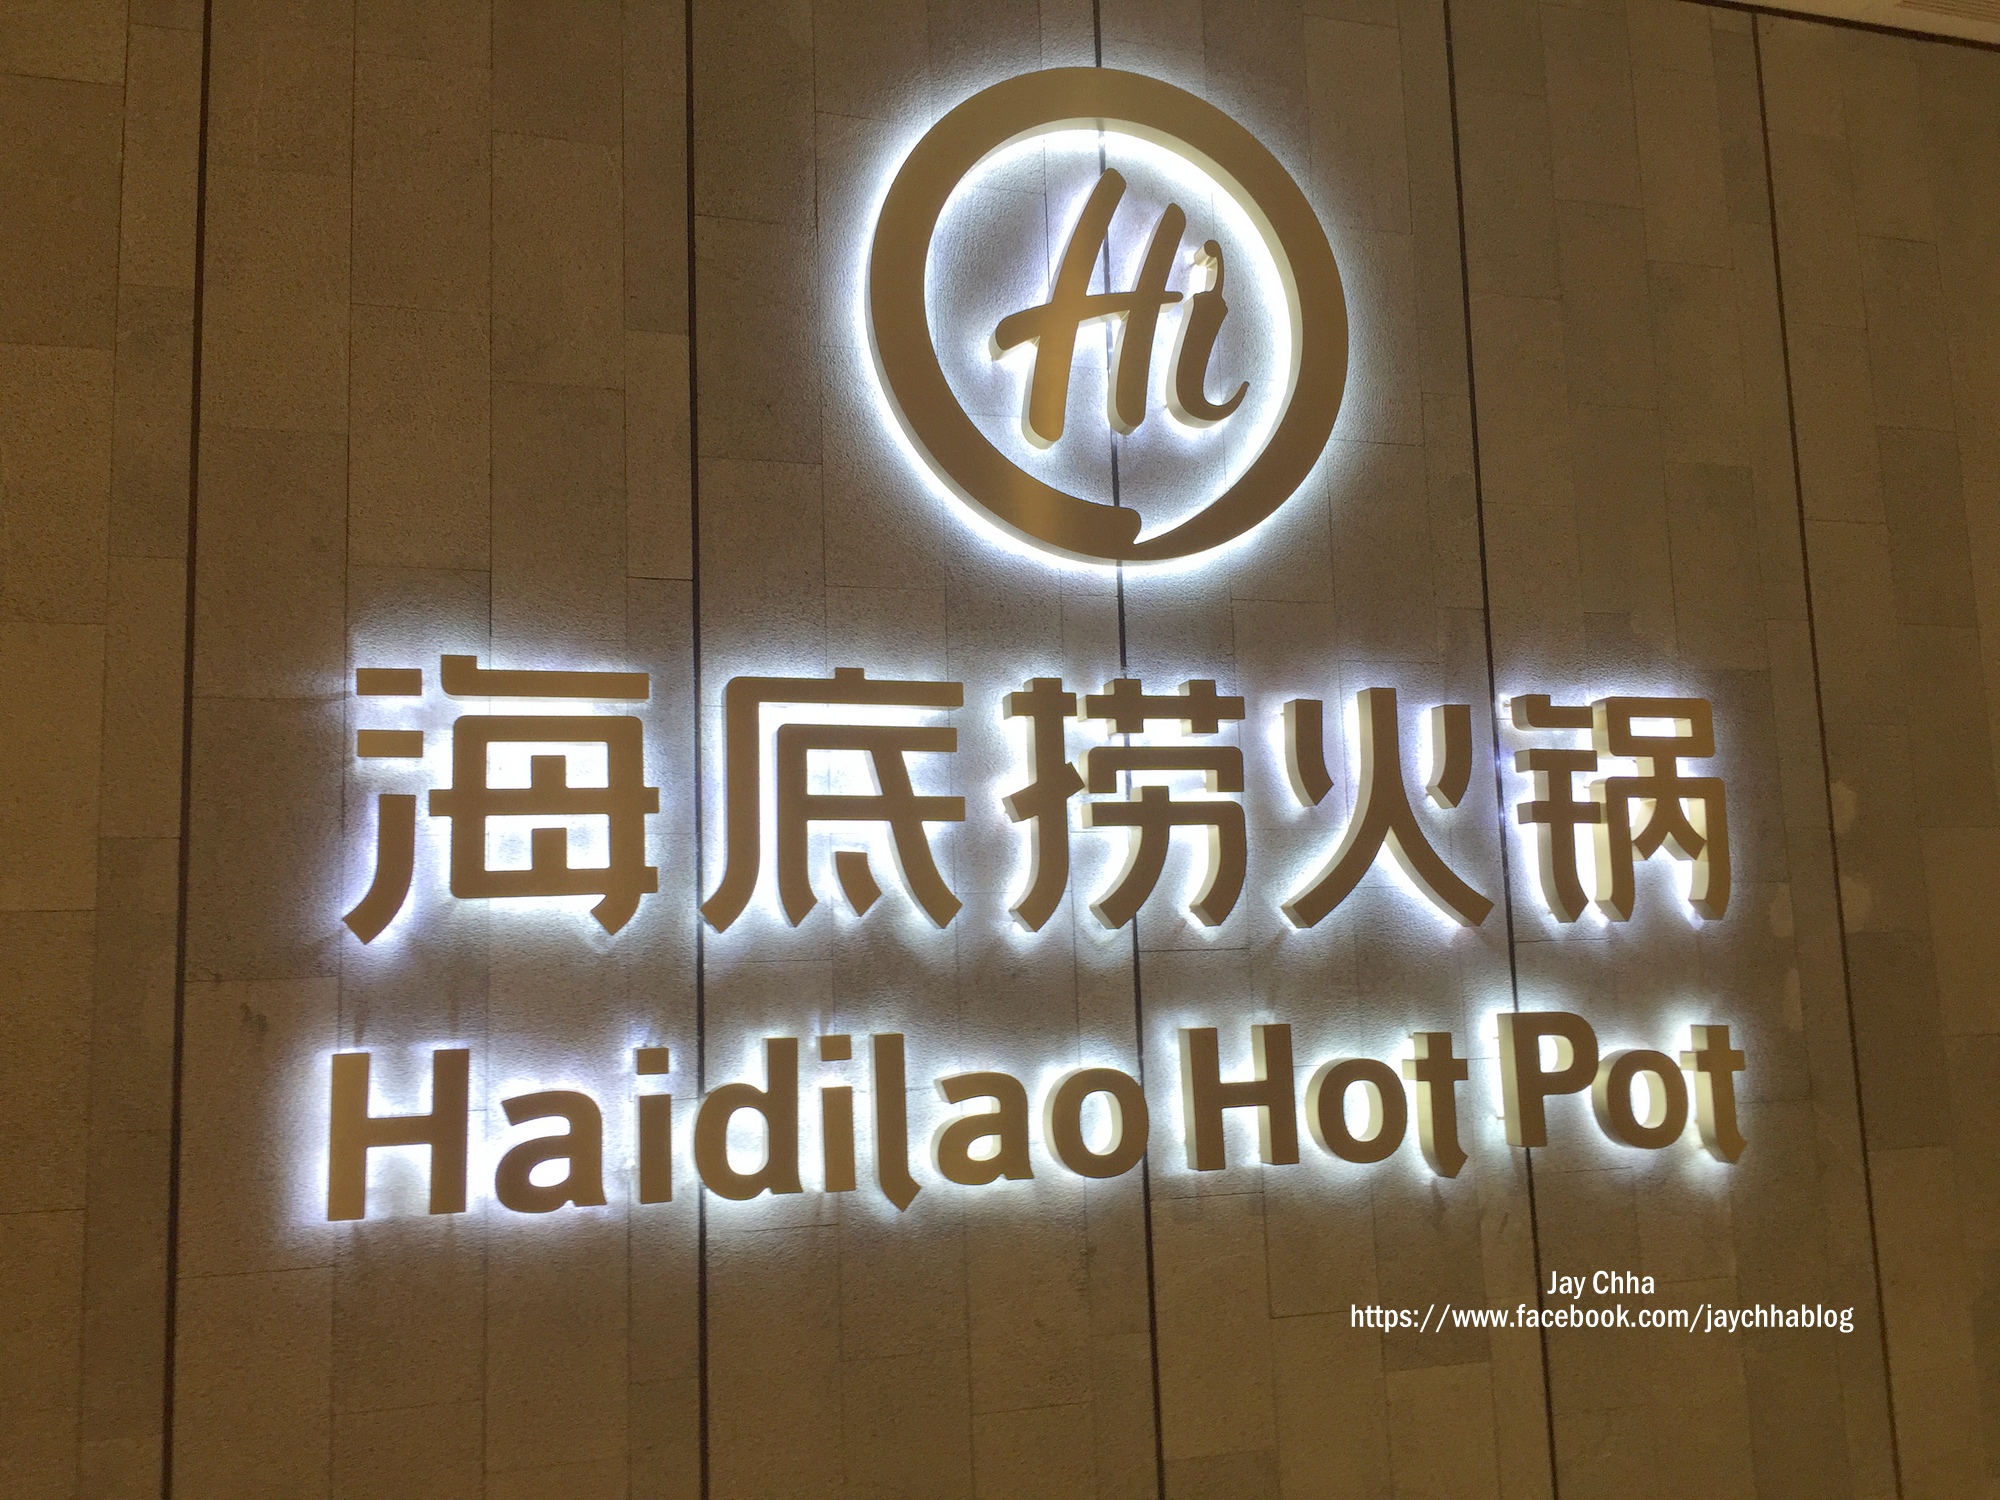 Hi
海底捞火锅
Haidilao Hot Pot
Jay Chha
https://www.facebook.com/jaychhablog